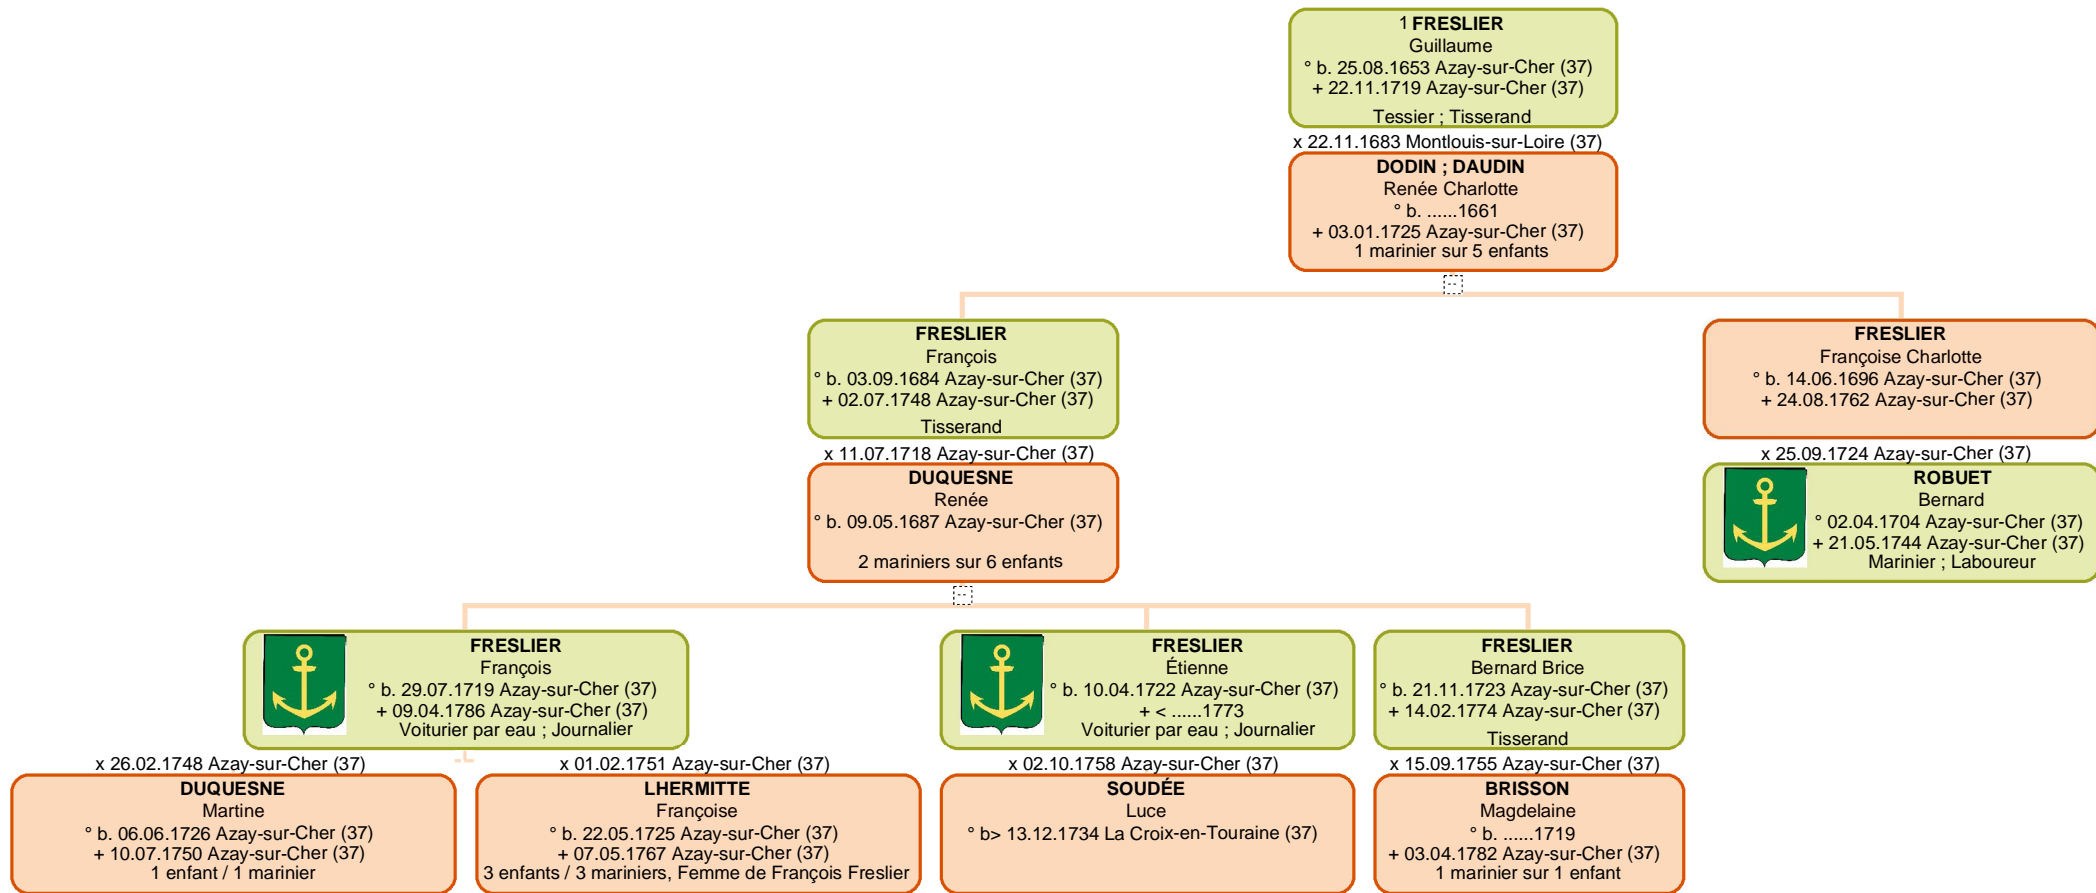 1 FRESLIER
Guillaume
° b. 25.08.1653 Azay-sur-Cher (37)
+ 22.11.1719 Azay-sur-Cher (37)
Tessier ; Tisserand
x 22.11.1683 Montlouis-sur-Loire (37)
DODIN ; DAUDIN
Renée Charlotte
° b. ......1661
+ 03.01.1725 Azay-sur-Cher (37)
1 marinier sur 5 enfants
FRESLIER
François
° b. 03.09.1684 Azay-sur-Cher (37)
+ 02.07.1748 Azay-sur-Cher (37)
Tisserand
x 11.07.1718 Azay-sur-Cher (37)
DUQUESNE
Renée
° b. 09.05.1687 Azay-sur-Cher (37)
2 mariniers sur 6 enfants
FRESLIER
Françoise Charlotte
° b. 14.06.1696 Azay-sur-Cher (37)
+ 24.08.1762 Azay-sur-Cher (37)
x 25.09.1724 Azay-sur-Cher (37)
ROBUET
Bernard
° 02.04.1704 Azay-sur-Cher (37)
+ 21.05.1744 Azay-sur-Cher (37)
Marinier ; Laboureur
FRESLIER
François
° b. 29.07.1719 Azay-sur-Cher (37)
+ 09.04.1786 Azay-sur-Cher (37)
Voiturier par eau ; Journalier
x 26.02.1748 Azay-sur-Cher (37)
DUQUESNE
Martine
° b. 06.06.1726 Azay-sur-Cher (37)
+ 10.07.1750 Azay-sur-Cher (37)
1 enfant / 1 marinier
x 01.02.1751 Azay-sur-Cher (37)
LHERMITTE
Françoise
° b. 22.05.1725 Azay-sur-Cher (37)
+ 07.05.1767 Azay-sur-Cher (37)
3 enfants / 3 mariniers, Femme de François Freslier
FRESLIER
Étienne
° b. 10.04.1722 Azay-sur-Cher (37)
+ < ......1773
Voiturier par eau ; Journalier
x 02.10.1758 Azay-sur-Cher (37)
SOUDÉE
Luce
° b> 13.12.1734 La Croix-en-Touraine (37)
FRESLIER
Bernard Brice
° b. 21.11.1723 Azay-sur-Cher (37)
+ 14.02.1774 Azay-sur-Cher (37)
Tisserand
x 15.09.1755 Azay-sur-Cher (37)
BRISSON
Magdelaine
° b. ......1719
+ 03.04.1782 Azay-sur-Cher (37)
1 marinier sur 1 enfant